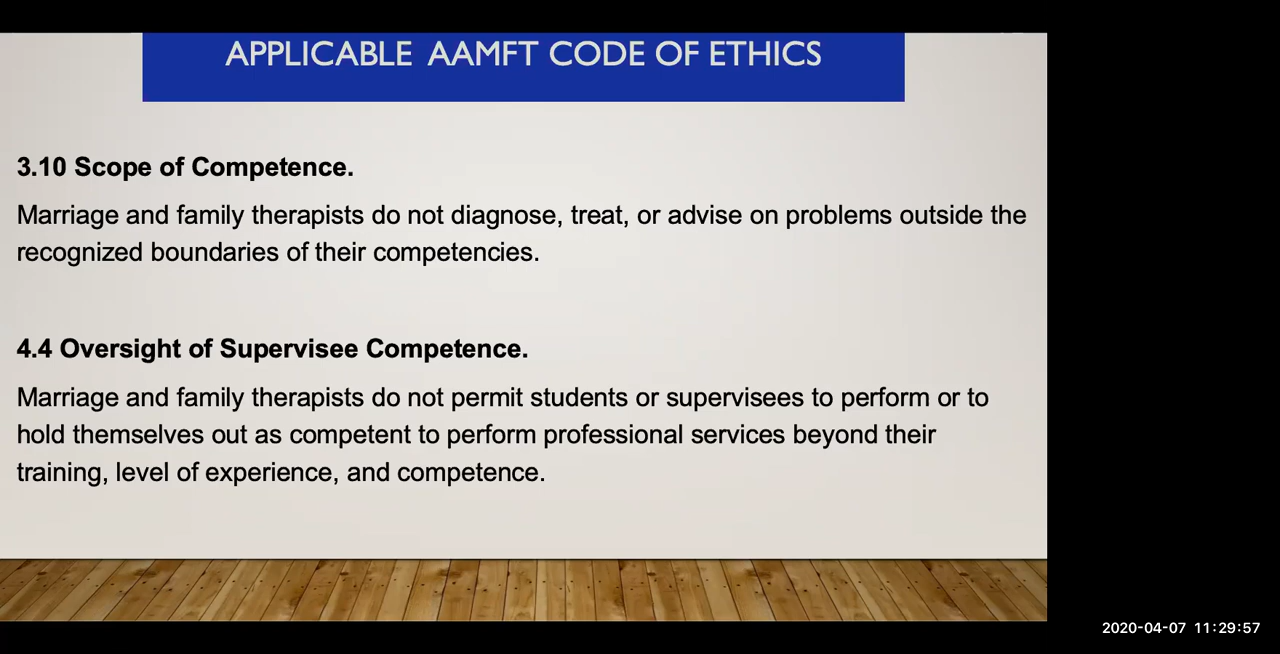 APPLICABLE AAMFT CODE OF ETHICS
3.10 Scope of Competence.
Marriage and family therapists do not diagnose, treat, or advise on problems outside the
recognized boundaries of their competencies.
4.4 Oversight of Supervisee Competence.
Marriage and family therapists do not permit students or supervisees to perform or to
hold themselves out as competent to perform professional services beyond their
training, level of experience, and competence.
2020-04-07 11:29:57